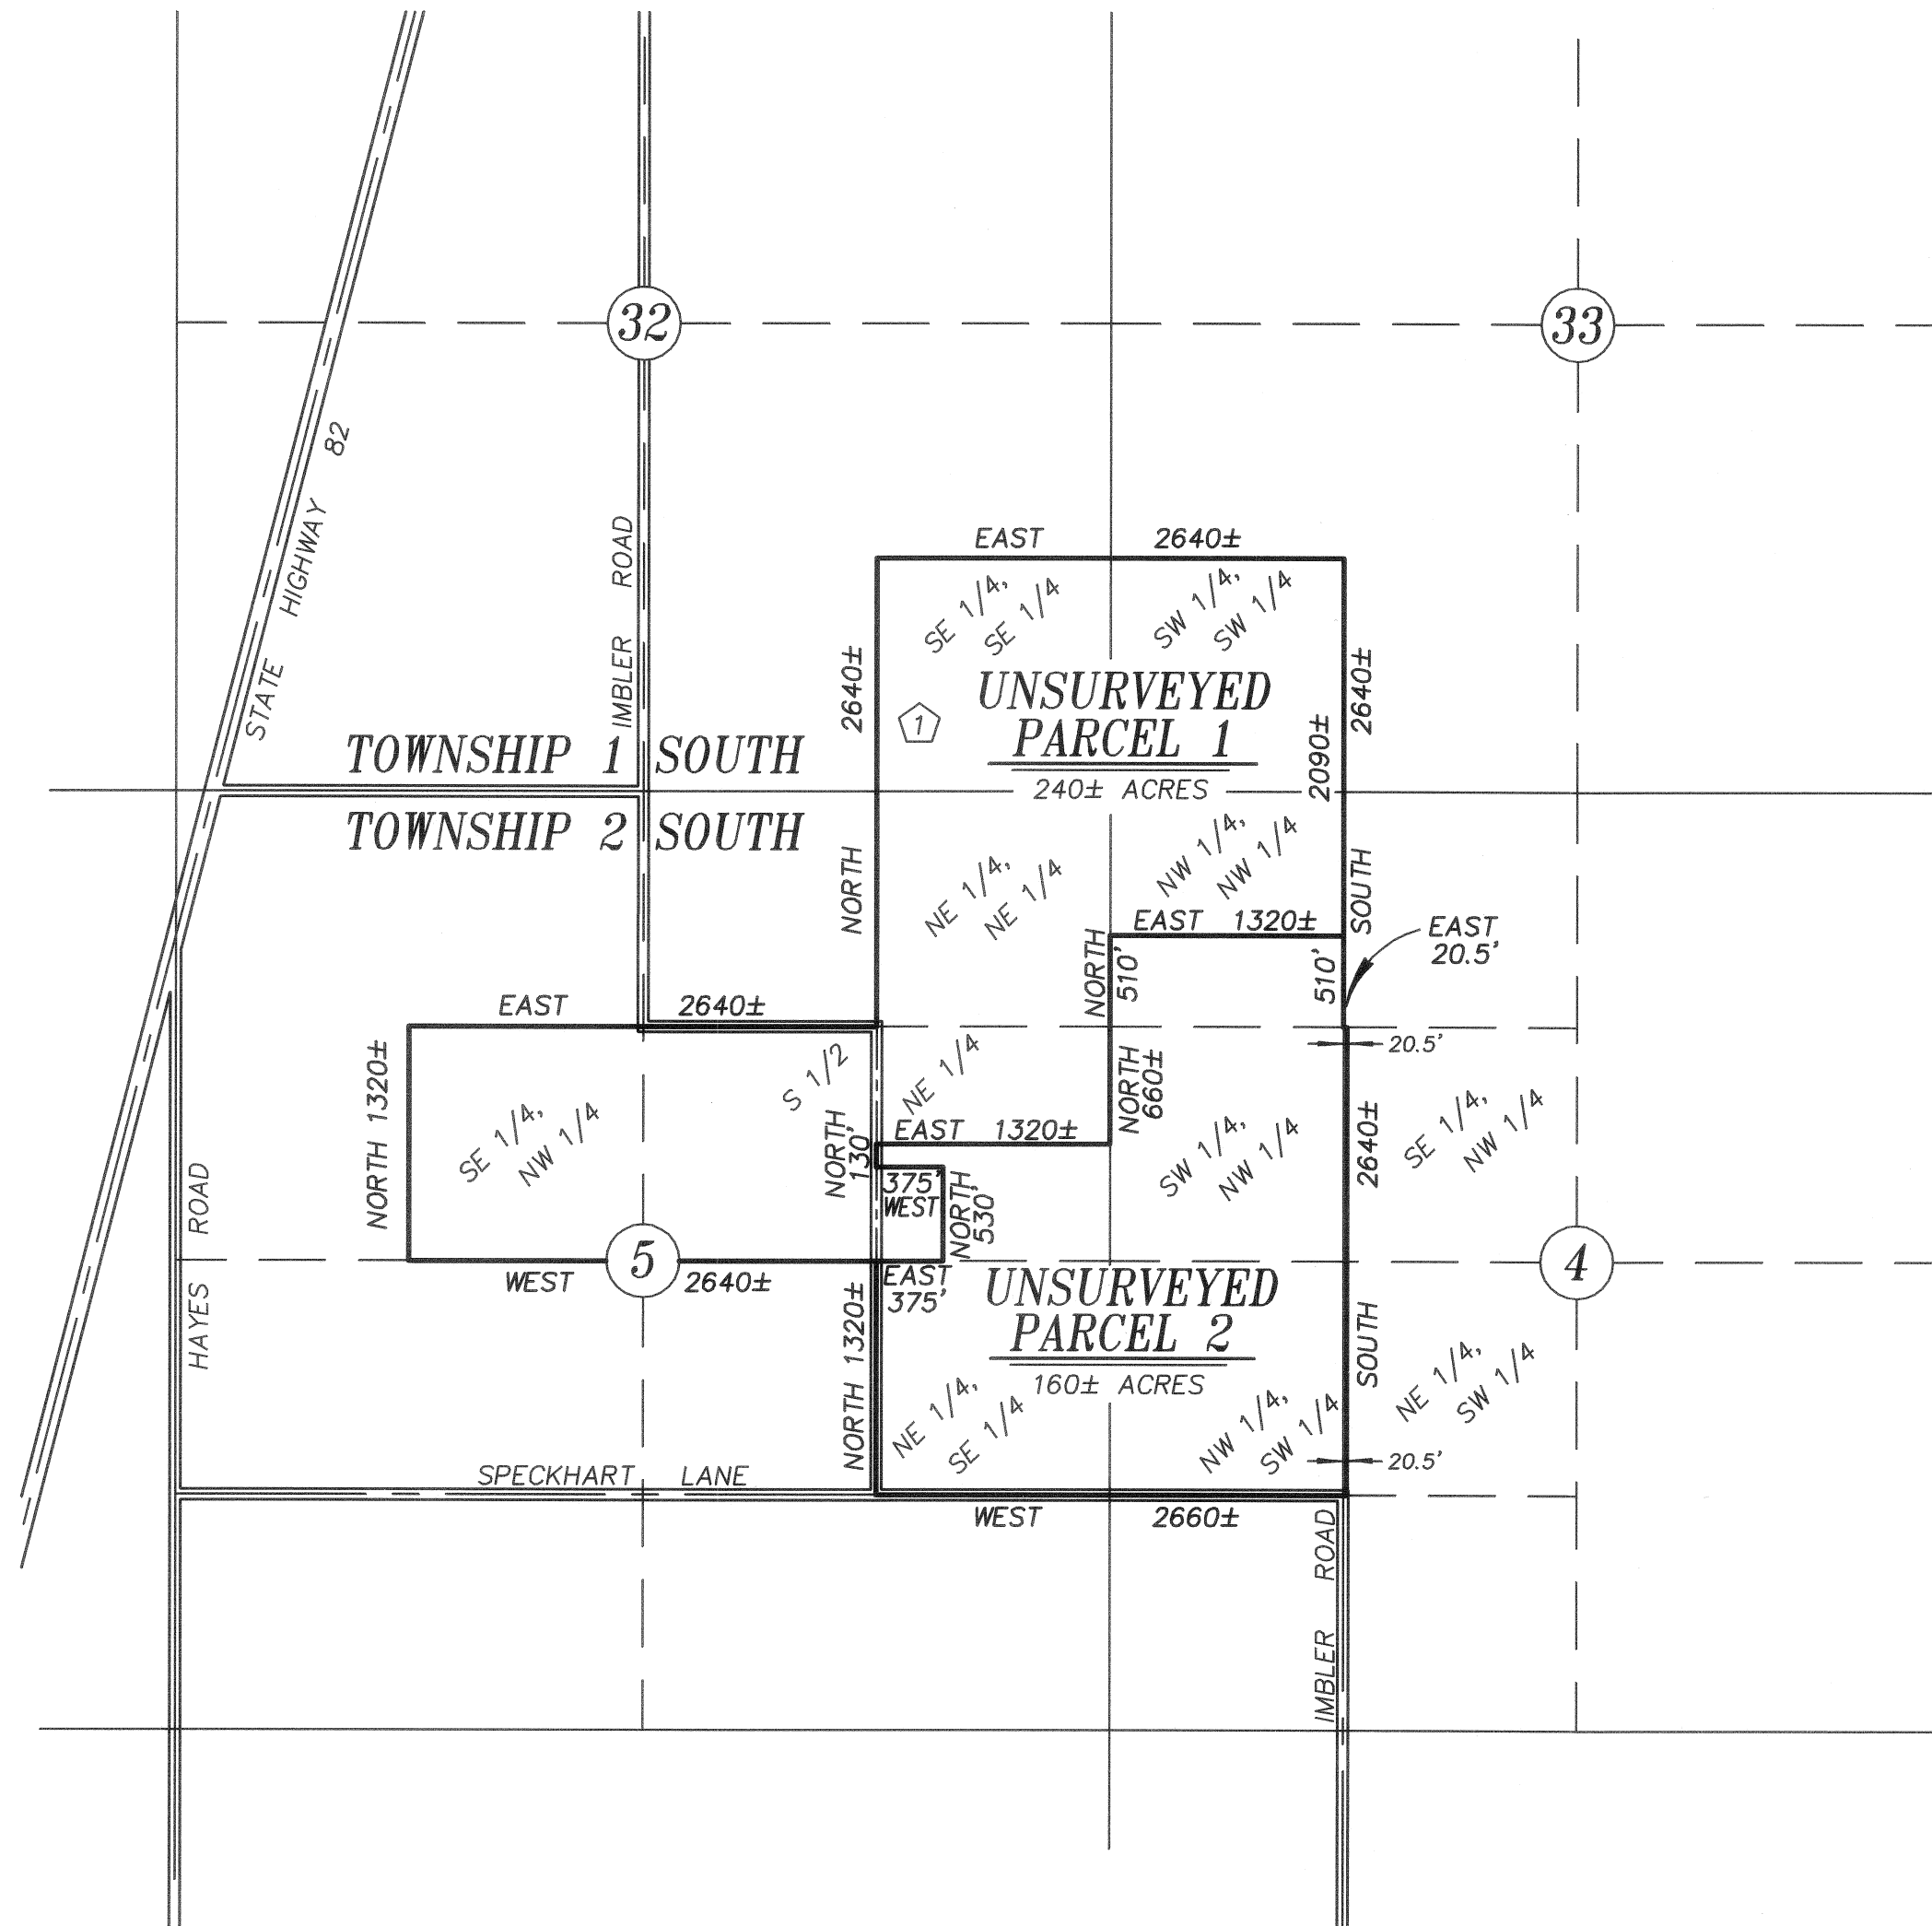 32
33
STATE HIGHWAY 82
IMBLER ROAD
EAST 2640±
SE 1/4,
SE 1/4
SW 1/4,
SW 1/4
2640±
NORTH
UNSURVEYED
PARCEL 1
240± ACRES
1
2640±
SOUTH
2090±
TOWNSHIP 1 SOUTH
TOWNSHIP 2 SOUTH
NE 1/4,
NE 1/4
NW 1/4,
NW 1/4
EAST 1320±
NORTH
510'
510'
EAST
20.5'
EAST 2640±
20.5'
NORTH 1320±
SE 1/4,
NW 1/4
S 1/2
NE 1/4
NORTH
130'
EAST 1320±
NORTH
660±
SW 1/4,
NW 1/4
2640±
SOUTH
SE 1/4,
NW 1/4
375'
WEST
NORTH
530'
HAYES ROAD
5
4
WEST 2640±
EAST
375'
UNSURVEYED
PARCEL 2
160± ACRES
NORTH 1320±
NE 1/4,
SE 1/4
NW 1/4,
SW 1/4
NE 1/4,
SW 1/4
20.5'
SPECKHART LANE
WEST 2660±
IMBLER ROAD